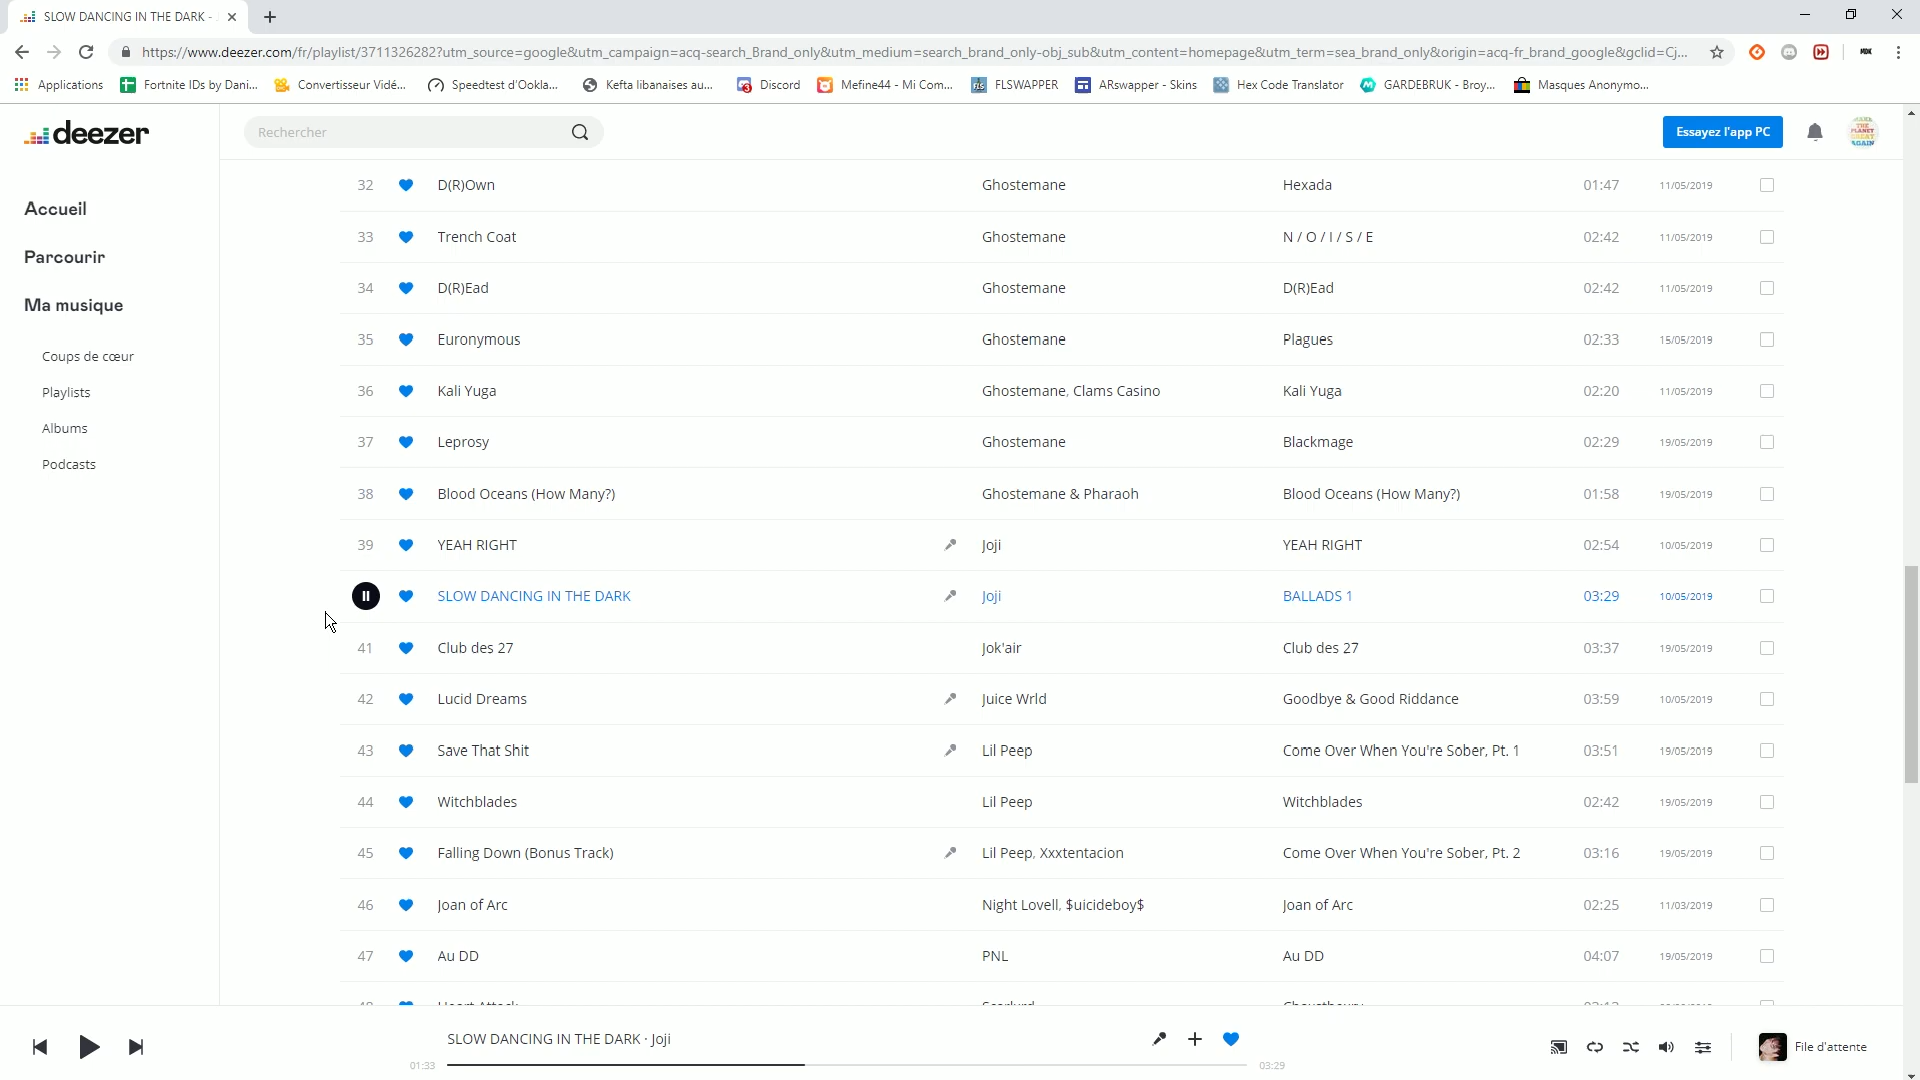 SLOW DANCING IN THE DARK -
https://www.deezer.com/fr/playlist/3711326282?utm_source=google&utm_campaign=acq-search_Brand_only&utm_medium=search_brand_only-obj_sub&utm_content=homepage&utm_term=sea_brand_only&origin=acq-fr_brand_google&gclid=Cj...
Applications Fortnite IDs by Dani... Convertisseur Vidé... Speedtest d'Ookla... Kefta libanaises au... Discord Mefine44 - Mi Com... FLSWAPPER ARswapper - Skins Hex Code Translator GARDEBRUK - Broy... Masques Anonymo...
deezer
Rechercher
Essayez l'app PC
MAKE THE PLANET GREAT AGAIN
Accueil
Parcourir
Ma musique
Coups de cœur
Playlists
Albums
Podcasts
32 D(R)Own Ghostemane Hexada 01:47 11/05/2019
33 Trench Coat Ghostemane N / O / I / S / E 02:42 11/05/2019
34 D(R)Ead Ghostemane D(R)Ead 02:42 11/05/2019
35 Euronymous Ghostemane Plagues 02:33 15/05/2019
36 Kali Yuga Ghostemane, Clams Casino Kali Yuga 02:20 11/05/2019
37 Leprosy Ghostemane Blackmage 02:29 19/05/2019
38 Blood Oceans (How Many?) Ghostemane & Pharaoh Blood Oceans (How Many?) 01:58 19/05/2019
39 YEAH RIGHT Joji YEAH RIGHT 02:54 10/05/2019
SLOW DANCING IN THE DARK Joji BALLADS 1 03:29 10/05/2019
41 Club des 27 Jok'air Club des 27 03:37 19/05/2019
42 Lucid Dreams Juice Wrld Goodbye & Good Riddance 03:59 10/05/2019
43 Save That Shit Lil Peep Come Over When You're Sober, Pt. 1 03:51 19/05/2019
44 Witchblades Lil Peep Witchblades 02:42 19/05/2019
45 Falling Down (Bonus Track) Lil Peep, Xxxtentacion Come Over When You're Sober, Pt. 2 03:16 19/05/2019
46 Joan of Arc Night Lovell, $uicideboy$ Joan of Arc 02:25 11/03/2019
47 Au DD PNL Au DD 04:07 19/05/2019
SLOW DANCING IN THE DARK · Joji
01:33 03:29
File d'attente